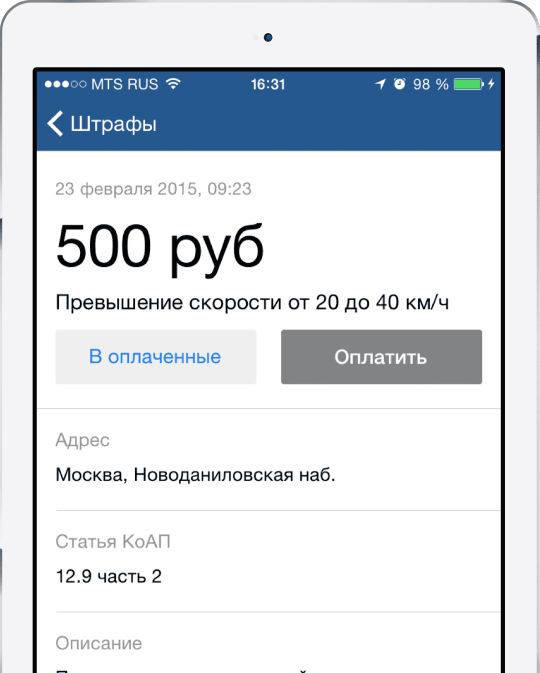 MTS RUS 16:31 98 %
Штрафы
23 февраля 2015, 09:23
500 руб
Превышение скорости от 20 до 40 км/ч
В оплаченные Оплатить
Адрес
Москва, Новоданиловская наб.
Статья КоАП
12.9 часть 2
Описание